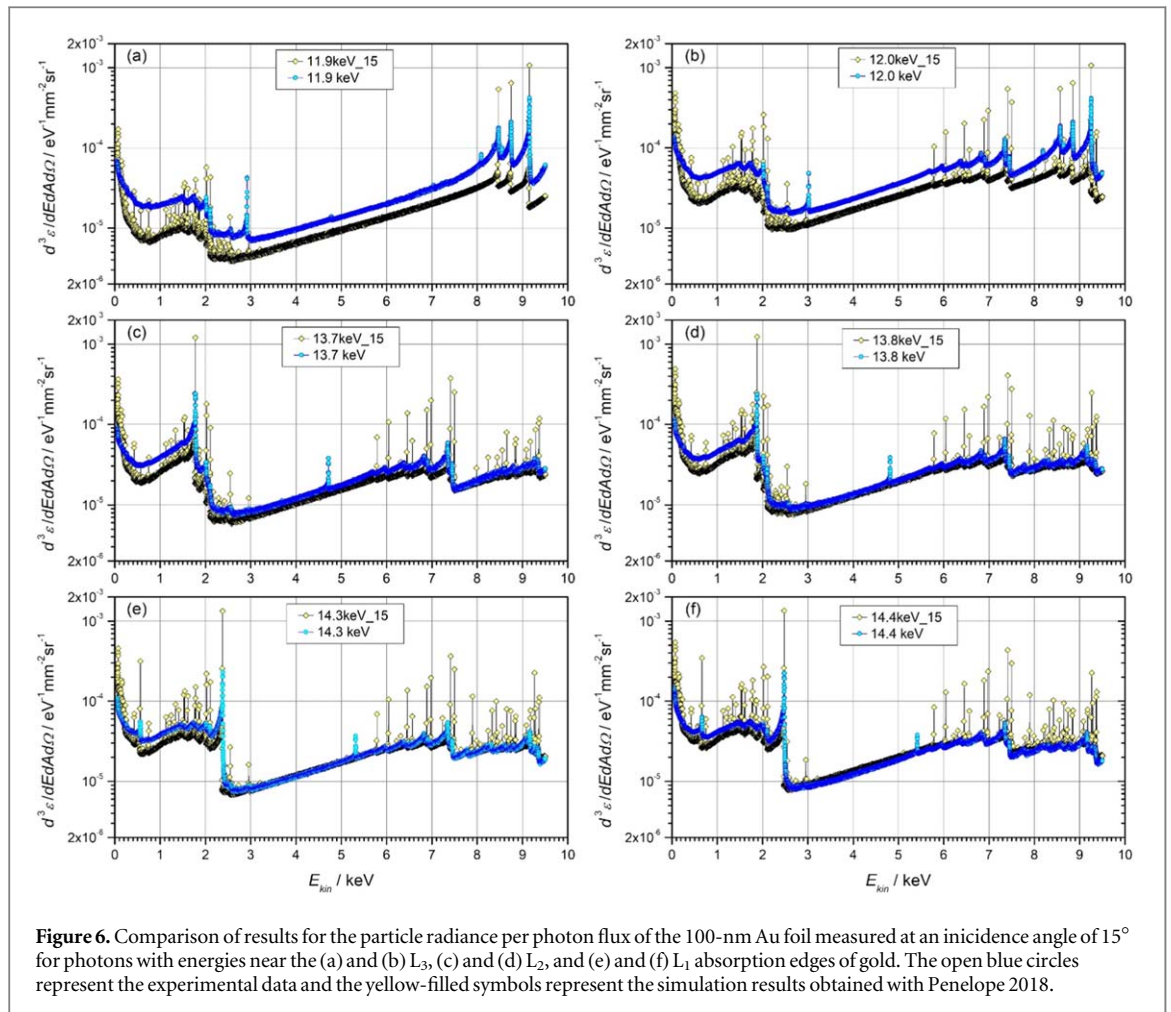 (a)
11.9keV_15
11.9 keV
2x10⁻³
10⁻³
10⁻⁴
10⁻⁵
2x10⁻⁶
d³ε/dEdAdΩ / eV⁻¹mm⁻²sr⁻¹
0 1 2 3 4 5 6 7 8 9 10
(b)
12.0keV_15
12.0 keV
2x10⁻³
10⁻³
10⁻⁴
10⁻⁵
2x10⁻⁶
d³ε/dEdAdΩ / eV⁻¹mm⁻²sr⁻¹
0 1 2 3 4 5 6 7 8 9 10
(c)
13.7keV_15
13.7 keV
2x10⁻³
10⁻³
10⁻⁴
10⁻⁵
2x10⁻⁶
d³ε/dEdAdΩ / eV⁻¹mm⁻²sr⁻¹
0 1 2 3 4 5 6 7 8 9 10
(d)
13.8keV_15
13.8 keV
2x10⁻³
10⁻³
10⁻⁴
10⁻⁵
2x10⁻⁶
d³ε/dEdAdΩ / eV⁻¹mm⁻²sr⁻¹
0 1 2 3 4 5 6 7 8 9 10
(e)
14.3keV_15
14.3 keV
2x10⁻³
10⁻³
10⁻⁴
10⁻⁵
2x10⁻⁶
d³ε/dEdAdΩ / eV⁻¹mm⁻²sr⁻¹
0 1 2 3 4 5 6 7 8 9 10
E_kin / keV
(f)
14.4keV_15
14.4 keV
2x10⁻³
10⁻³
10⁻⁴
10⁻⁵
2x10⁻⁶
d³ε/dEdAdΩ / eV⁻¹mm⁻²sr⁻¹
0 1 2 3 4 5 6 7 8 9 10
E_kin / keV
Figure 6. Comparison of results for the particle radiance per photon flux of the 100-nm Au foil measured at an inicidence angle of 15°
for photons with energies near the (a) and (b) L₃, (c) and (d) L₂, and (e) and (f) L₁ absorption edges of gold. The open blue circles
represent the experimental data and the yellow-filled symbols represent the simulation results obtained with Penelope 2018.